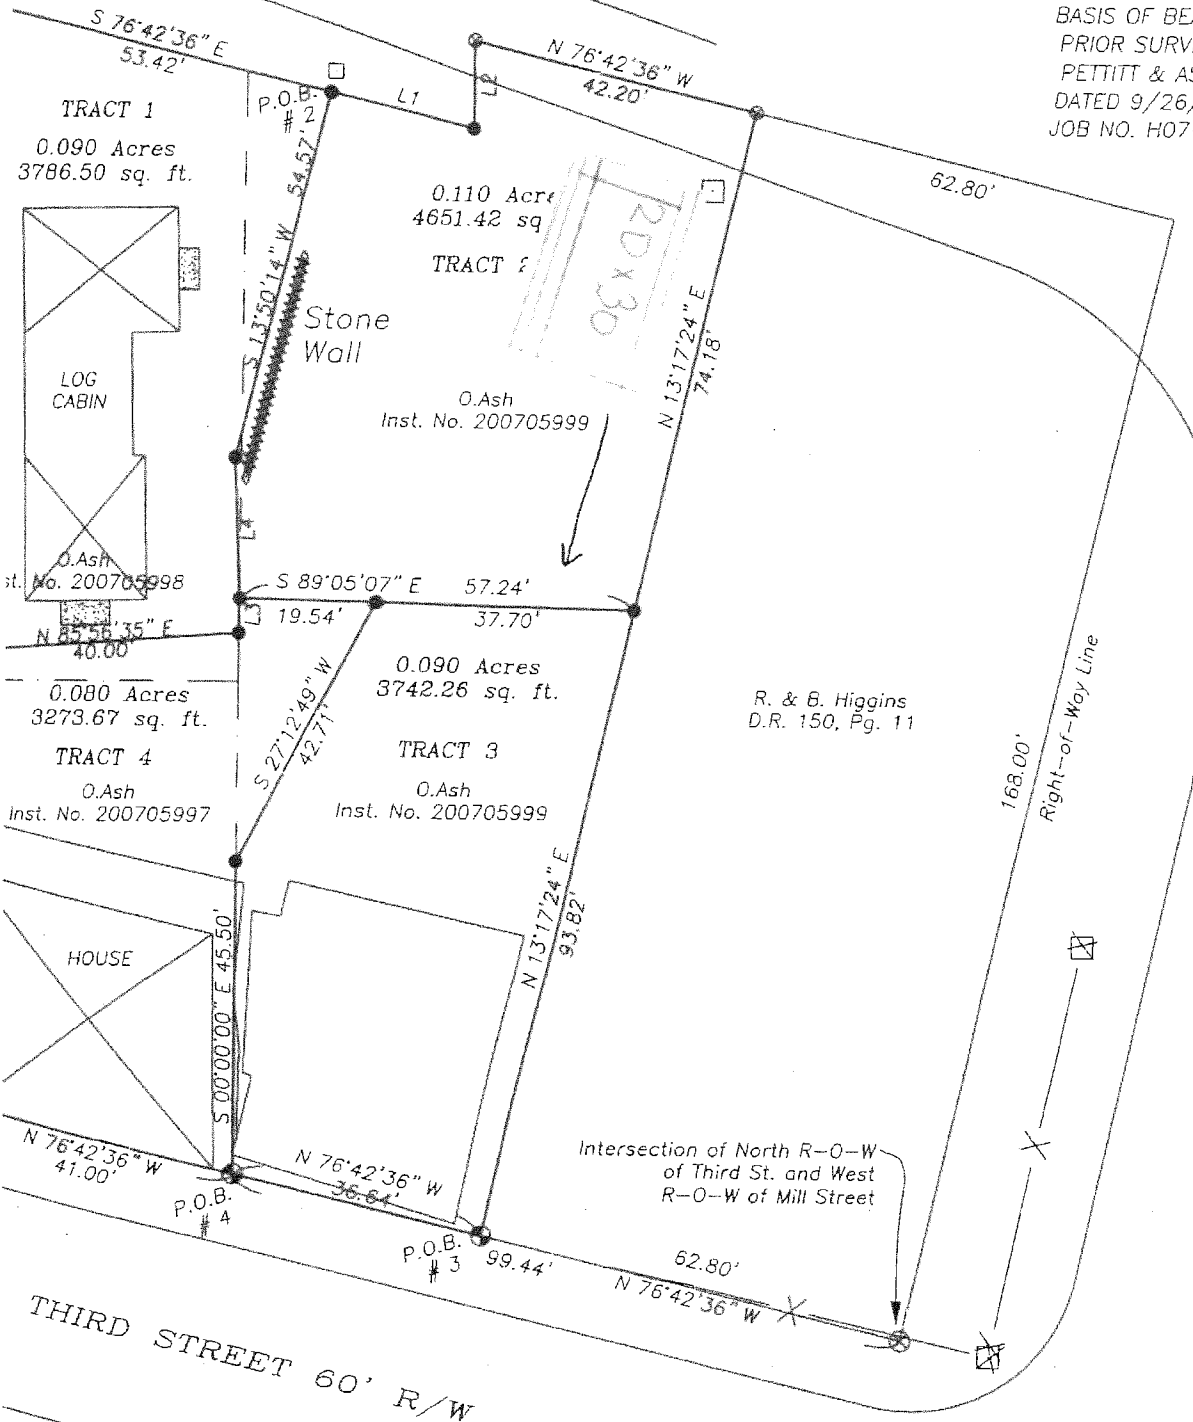 BASIS OF
PRIOR
PETTITT &
DATED 9/26/
JOB NO. H07
S 76°42'36" E
53.42'
N 76°42'36" W
42.20'
62.80'
L1
L2
P.O.B.
# 2
TRACT 1
0.090 Acres
3786.50 sq. ft.
S 13°50'14" W 54.57'
0.110
4651.42 sq
TRACT
20x30
Stone
Wall
LOG
CABIN
O.Ash
Inst. No. 200705999
N 13°17'24" E
74.18'
L4
O.Ash
No. 200705998
S 89°05'07" E 57.24'
19.54' 37.70'
L3
N 85°56'35" E
40.00'
0.080 Acres
3273.67 sq. ft.
TRACT 4
O.Ash
Inst. No. 200705997
S 27°12'49" W
42.71'
0.090 Acres
3742.26 sq. ft.
TRACT 3
O.Ash
Inst. No. 200705999
R. & B. Higgins
D.R. 150, Pg. 11
168.00'
Right-of-Way Line
N 13°17'24" E
93.82'
HOUSE
S 00°00'00" E 45.50'
N 76°42'36" W
41.00'
N 76°42'36" W
36.64'
P.O.B.
# 4
P.O.B.
# 3
99.44'
62.80'
N 76°42'36" W
Intersection of North R-O-W
of Third St. and West
R-O-W of Mill Street
THIRD STREET 60' R/W